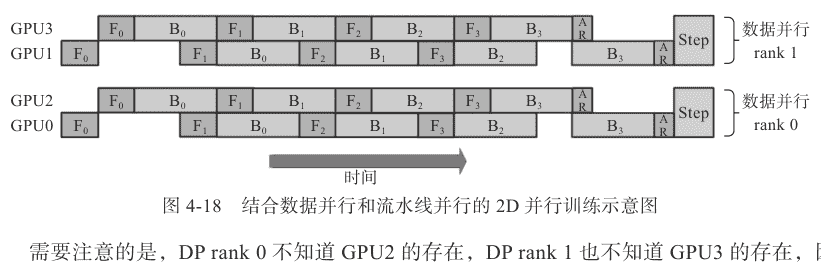 GPU3 F0 B0 F1 B1 F2 B2 F3 B3 AR Step 数据并行
GPU1 F0 F1 B0 F2 B1 F3 B2 B3 AR rank 1
GPU2 F0 B0 F1 B1 F2 B2 F3 B3 AR Step 数据并行
GPU0 F0 F1 B0 F2 B1 F3 B2 B3 AR rank 0
时间
图 4-18 结合数据并行和流水线并行的 2D 并行训练示意图
需要注意的是，DP rank 0 不知道 GPU2 的存在，DP rank 1 也不知道 GPU3 的存在，